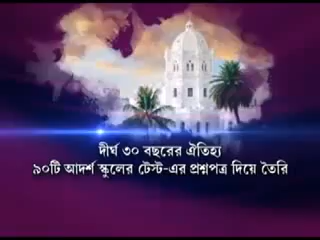 দীর্ঘ ৩০ বছরের ঐতিহ্য
৯০টি আদর্শ স্কুলের টেস্ট-এর প্রশ্নপত্র দিয়ে তৈরি